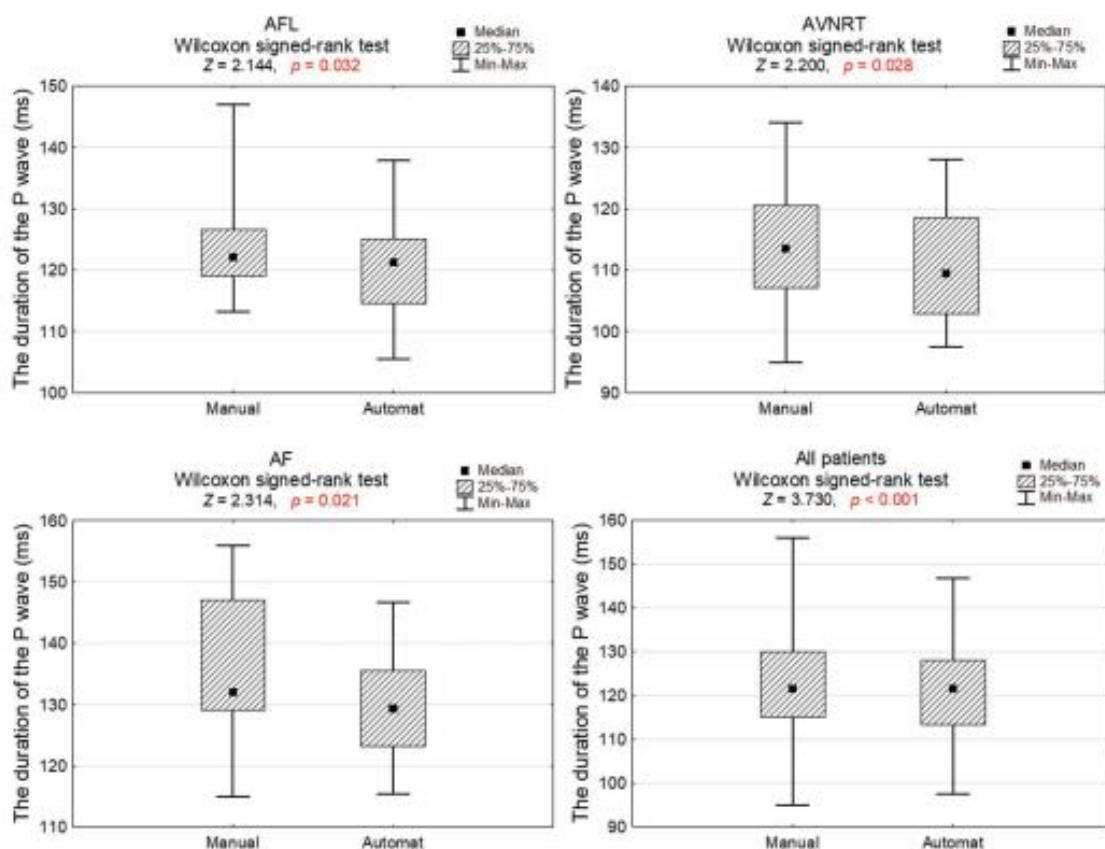 AFL
Wilcoxon signed-rank test
Z = 2.144, p = 0.032
Median
25%-75%
Min-Max
The duration of the P wave (ms)
150
140
130
120
110
100
Manual Automat
AVNRT
Wilcoxon signed-rank test
Z = 2.200, p = 0.028
Median
25%-75%
Min-Max
The duration of the P wave (ms)
140
130
120
110
100
90
Manual Automat
AF
Wilcoxon signed-rank test
Z = 2.314, p = 0.021
Median
25%-75%
Min-Max
The duration of the P wave (ms)
160
150
140
130
120
110
Manual Automat
All patients
Wilcoxon signed-rank test
Z = 3.730, p < 0.001
Median
25%-75%
Min-Max
The duration of the P wave (ms)
160
150
140
130
120
110
100
90
Manual Automat